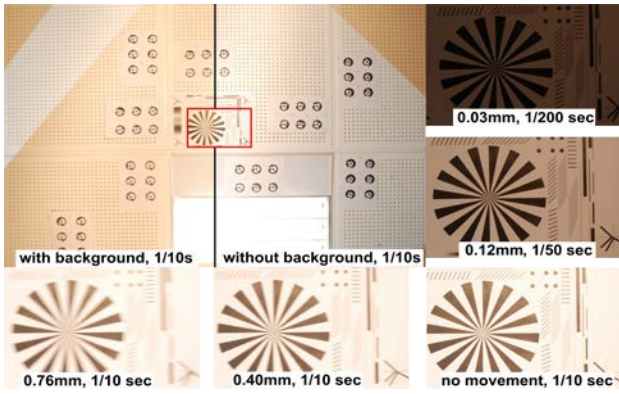 0.03mm, 1/200 sec
0.12mm, 1/50 sec
with background, 1/10s
without background, 1/10s
0.76mm, 1/10 sec
0.40mm, 1/10 sec
no movement, 1/10 sec